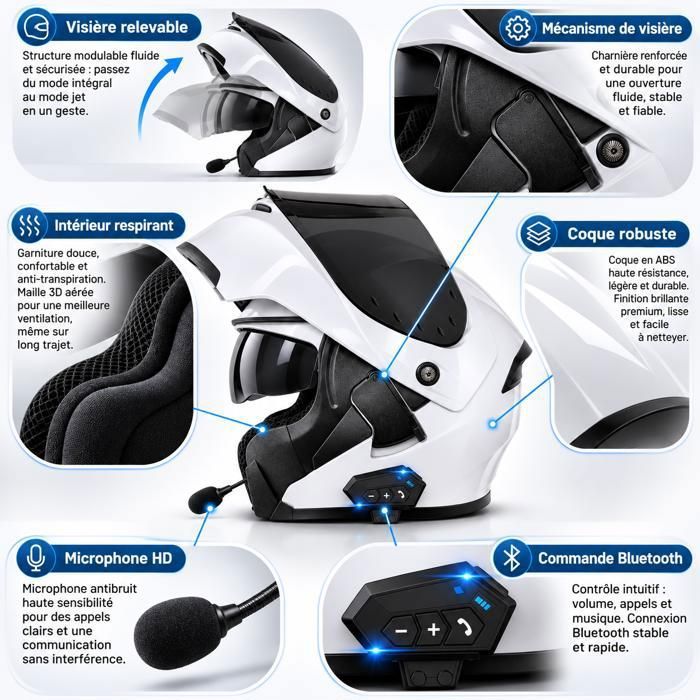 Visière relevable
Structure modulable fluide
et sécurisée : passez
du mode intégral
au mode jet
en un geste.
Mécanisme de visière
Charnière renforcée
et durable pour
une ouverture
fluide, stable
et fiable.
Intérieur respirant
Garniture douce,
confortable et
anti-transpiration.
Maille 3D aérée
pour une meilleure
ventilation,
même sur
long trajet.
Coque robuste
Coque en ABS
haute résistance,
légère et durable.
Finition brillante
premium, lisse
et facile
à nettoyer.
Microphone HD
Microphone antibruit
haute sensibilité
pour des appels
clairs et une
communication
sans interférence.
Commande Bluetooth
Contrôle intuitif :
volume, appels et
musique. Connexion
Bluetooth stable
et rapide.